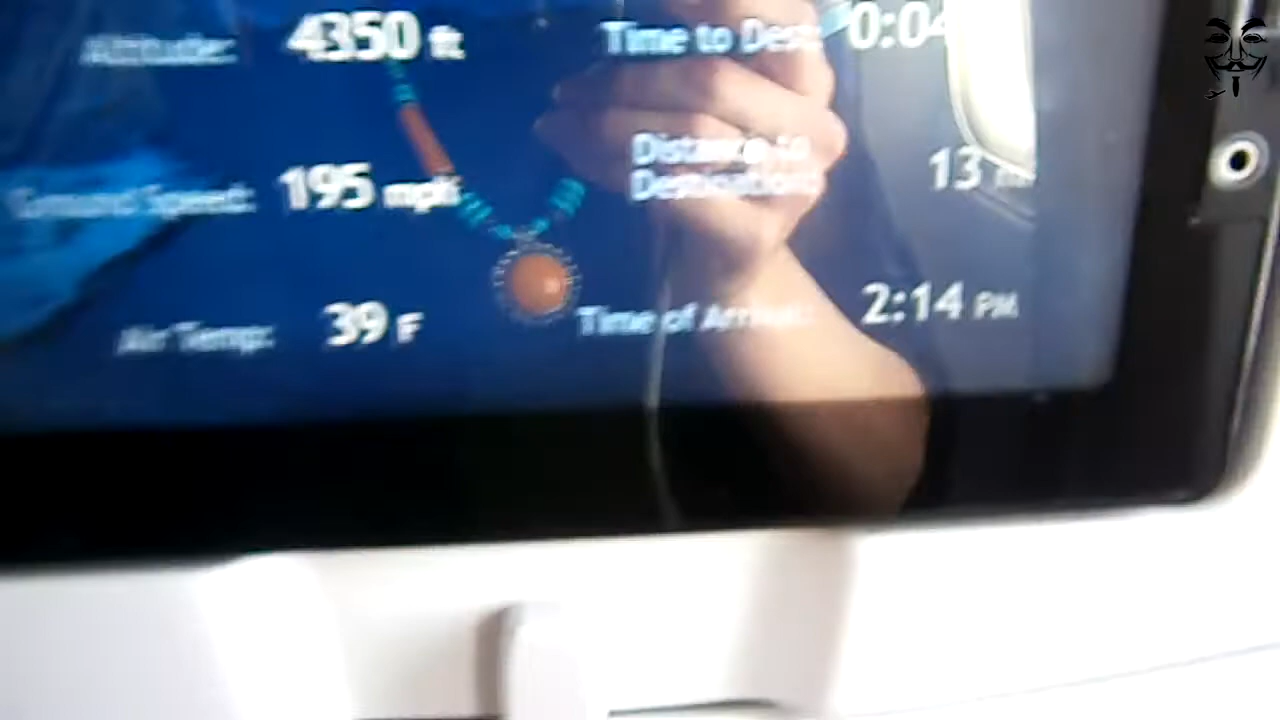 Altitude: 4350 ft
Time to Dest: 0:04
Ground Speed: 195 mph
Distance to
Destination: 13
Air Temp: 39 F
Time of Arrival: 2:14 PM